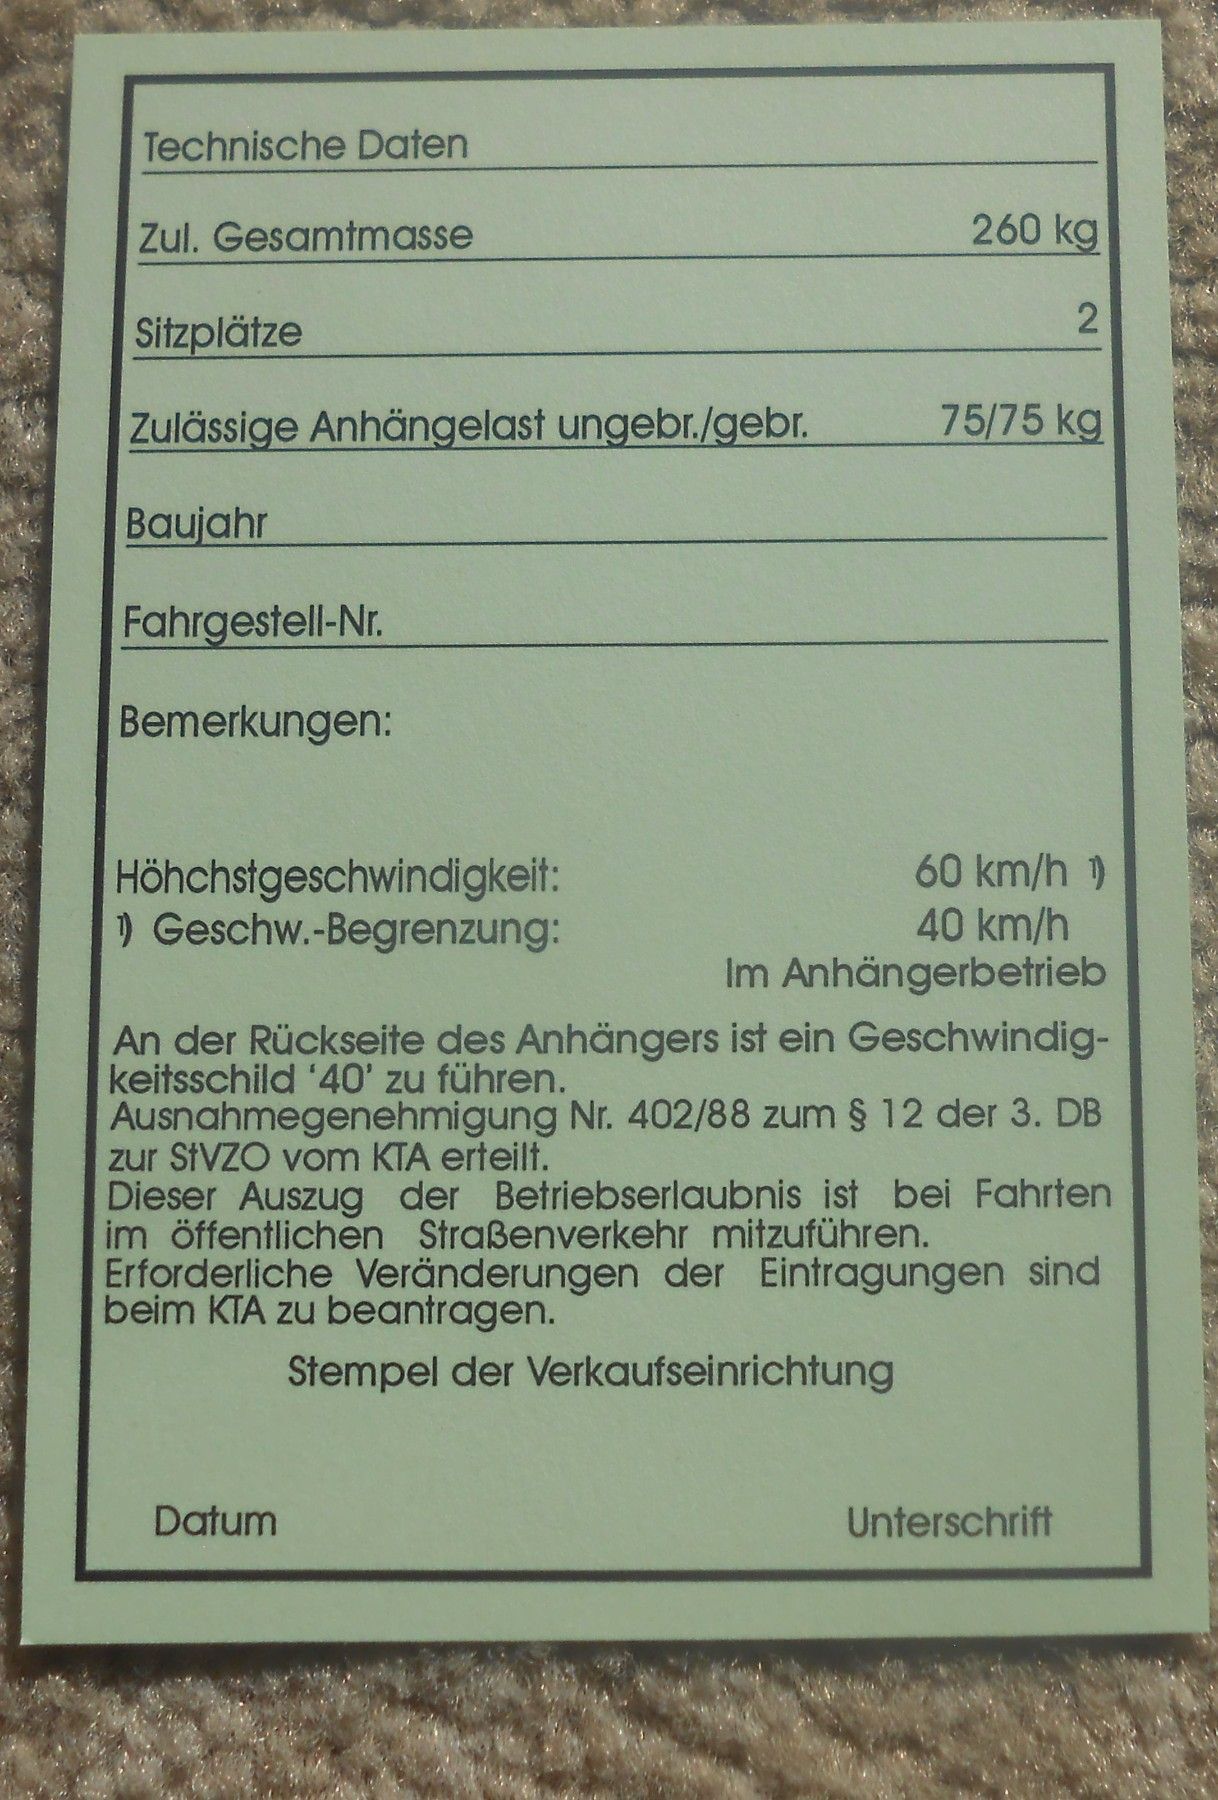 Technische Daten
Zul. Gesamtmasse 260 kg
Sitzplätze 2
Zulässige Anhängelast ungebr./gebr. 75/75 kg
Baujahr
Fahrgestell-Nr.
Bemerkungen:
Höhchstgeschwindigkeit: 60 km/h 1)
1) Geschw.-Begrenzung: 40 km/h
Im Anhängerbetrieb
An der Rückseite des Anhängers ist ein Geschwindig-
keitsschild ‘40’ zu führen.
Ausnahmegenehmigung Nr. 402/88 zum § 12 der 3. DB
zur StVZO vom KTA erteilt.
Dieser Auszug der Betriebserlaubnis ist bei Fahrten
im öffentlichen Straßenverkehr mitzuführen.
Erforderliche Veränderungen der Eintragungen sind
beim KTA zu beantragen.
Stempel der Verkaufseinrichtung
Datum Unterschrift